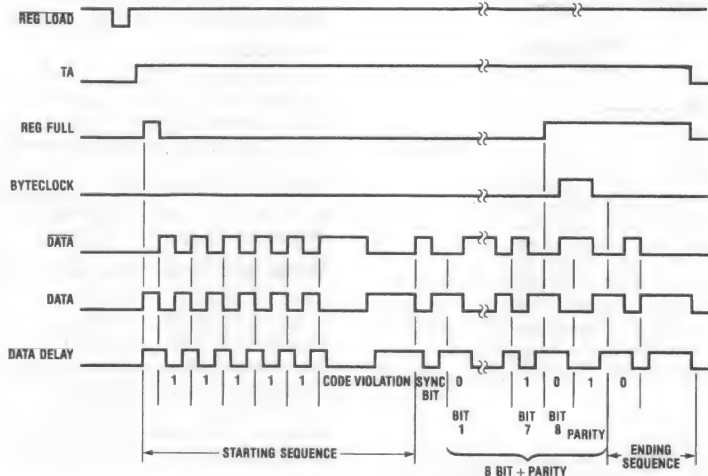 REG LOAD
TA
REG FULL
BYTECLOCK
DATA
DATA
DATA DELAY
1 1 1 1 1 CODE VIOLATION SYNC BIT 0 1 0 1 0
BIT 1 BIT 7 BIT 8 PARITY
STARTING SEQUENCE
8 BIT + PARITY
ENDING SEQUENCE